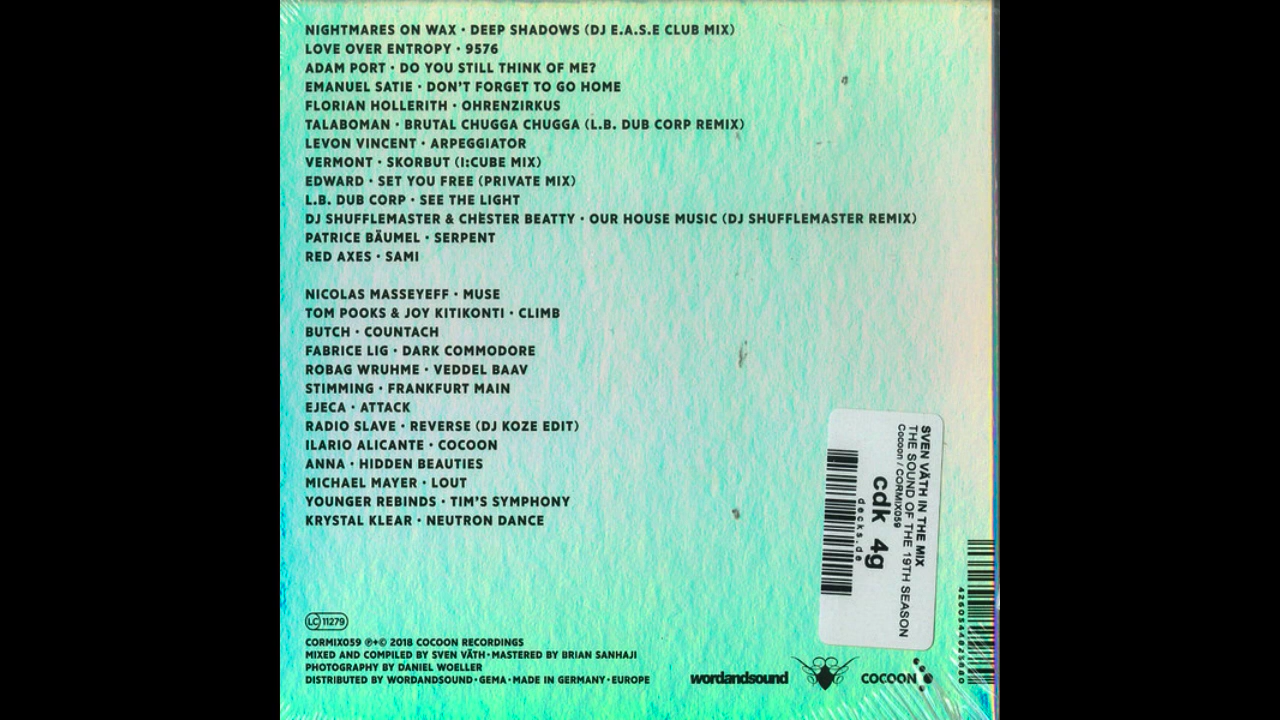 NIGHTMARES ON WAX · DEEP SHADOWS (DJ E.A.S.E CLUB MIX)
LOVE OVER ENTROPY · 9576
ADAM PORT · DO YOU STILL THINK OF ME?
EMANUEL SATIE · DON'T FORGET TO GO HOME
FLORIAN HOLLERITH · OHRENZIRKUS
TALABOMAN · BRUTAL CHUGGA CHUGGA (L.B. DUB CORP REMIX)
LEVON VINCENT · ARPEGGIATOR
VERMONT · SKORBUT (I:CUBE MIX)
EDWARD · SET YOU FREE (PRIVATE MIX)
L.B. DUB CORP · SEE THE LIGHT
DJ SHUFFLEMASTER & CHËSTER BEATTY · OUR HOUSE MUSIC (DJ SHUFFLEMASTER REMIX)
PATRICE BÄUMEL · SERPENT
RED AXES · SAMI
NICOLAS MASSEYEFF · MUSE
TOM POOKS & JOY KITIKONTI · CLIMB
BUTCH · COUNTACH
FABRICE LIG · DARK COMMODORE
ROBAG WRUHME · VEDDEL BAAV
STIMMING · FRANKFURT MAIN
EJECA · ATTACK
RADIO SLAVE · REVERSE (DJ KOZE EDIT)
ILARIO ALICANTE · COCOON
ANNA · HIDDEN BEAUTIES
MICHAEL MAYER · LOUT
YOUNGER REBINDS · TIM'S SYMPHONY
KRYSTAL KLEAR · NEUTRON DANCE
LC 11279
CORMIX059 ℗+© 2018 COCOON RECORDINGS
MIXED AND COMPILED BY SVEN VÄTH · MASTERED BY BRIAN SANHAJI
PHOTOGRAPHY BY DANIEL WOELLER
DISTRIBUTED BY WORDANDSOUND · GEMA · MADE IN GERMANY · EUROPE
wordandsound
COCOON
SVEN VÄTH IN THE MIX
THE SOUND OF THE 19TH SEASON
Cocoon / CORMIX059
cdk 4g
decks.de
4260544825880